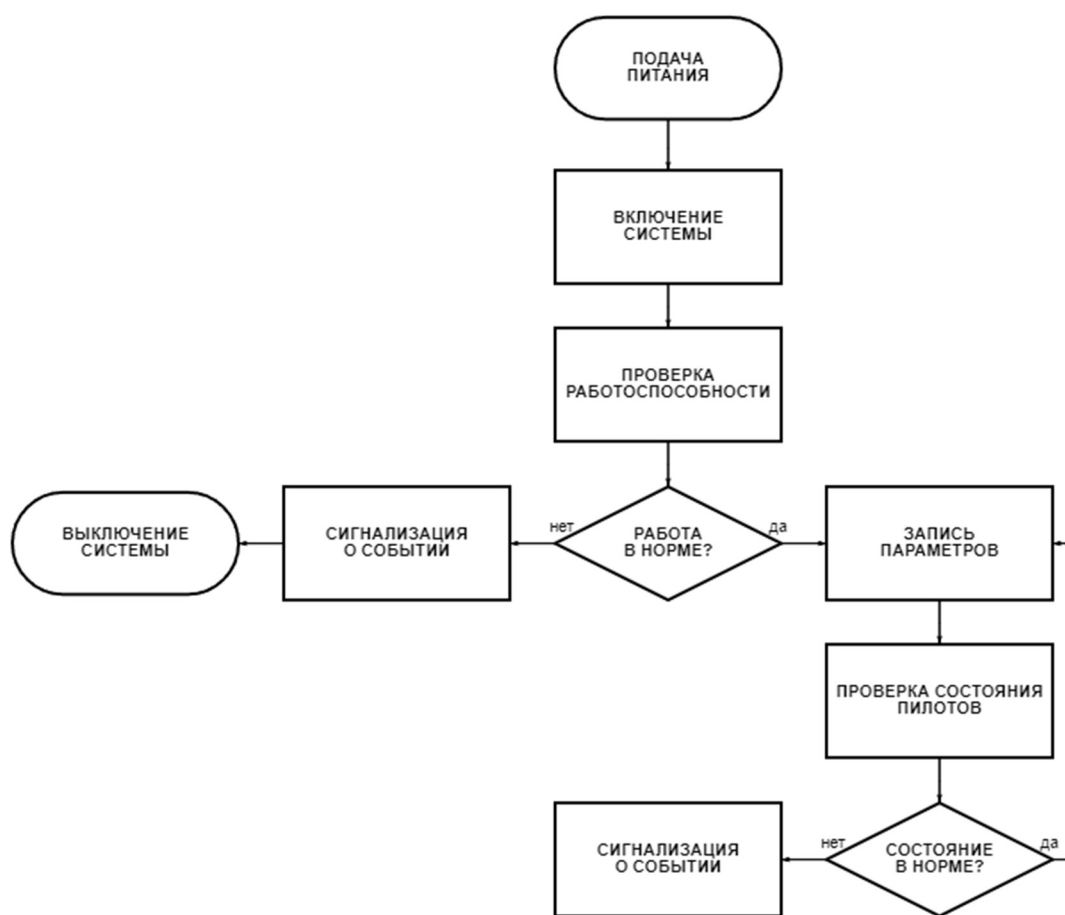 ПОДАЧА
ПИТАНИЯ
ВКЛЮЧЕНИЕ
СИСТЕМЫ
ПРОВЕРКА
РАБОТОСПОСОБНОСТИ
ВЫКЛЮЧЕНИЕ
СИСТЕМЫ
СИГНАЛИЗАЦИЯ
О СОБЫТИИ
нет
РАБОТА
В НОРМЕ?
да
ЗАПИСЬ
ПАРАМЕТРОВ
ПРОВЕРКА СОСТОЯНИЯ
ПИЛОТОВ
СИГНАЛИЗАЦИЯ
О СОБЫТИИ
нет
СОСТОЯНИЕ
В НОРМЕ?
да